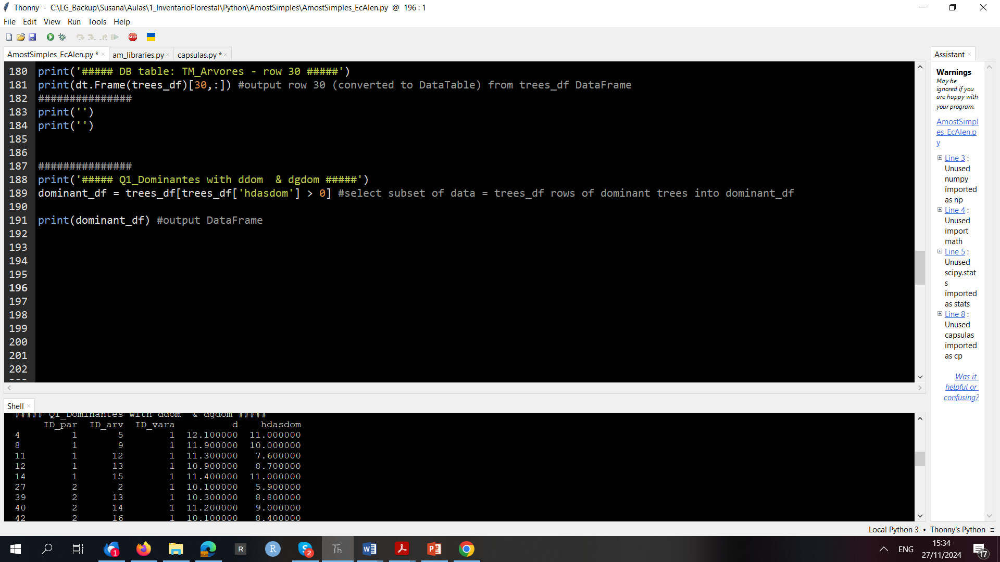 Thonny - C:\LG_Backup\Susana\Aulas\1_InventarioFlorestal\Python\AmostSimples\AmostSimples_EcAlen.py @ 196 : 1
File Edit View Run Tools Help
STOP
AmostSimples_EcAlen.py * × am_libraries.py × capsulas.py * ×
180 print('##### DB table: TM_Arvores - row 30 #####')
181 print(dt.Frame(trees_df)[30,:]) #output row 30 (converted to DataTable) from trees_df DataFrame
182 ###############
183 print('')
184 print('')
185
186
187 ###############
188 print('##### Q1_Dominantes with ddom  & dgdom #####')
189 dominant_df = trees_df[trees_df['hdasdom'] > 0] #select subset of data = trees_df rows of dominant trees into dominant_df
190
191 print(dominant_df) #output DataFrame
192
193
194
195
196
197
198
199
200
201
202
Assistant ×
Warnings
May be
ignored if you
are happy with
your program.
AmostSimpl
es_EcAlen.p
y
Line 3 :
Unused
numpy
imported
as np
Line 4 :
Unused
import
math
Line 5 :
Unused
scipy.stat
s
imported
as stats
Line 8 :
Unused
capsulas
imported
as cp
Was it
helpful or
confusing?
Shell ×
##### Q1_Dominantes with ddom  & dgdom #####
ID_par ID_arv ID_vara d hdasdom
4 1 5 1 12.100000 11.000000
8 1 9 1 11.900000 10.000000
11 1 12 1 11.300000 7.600000
12 1 13 1 10.900000 8.700000
14 1 15 1 11.400000 11.000000
27 2 2 1 10.100000 5.900000
39 2 13 1 10.300000 8.800000
40 2 14 1 11.200000 9.000000
42 2 16 1 10.100000 8.400000
Local Python 3 • Thonny's Python ≡
1 R R 2 Th W P ENG
15:34
27/11/2024
17